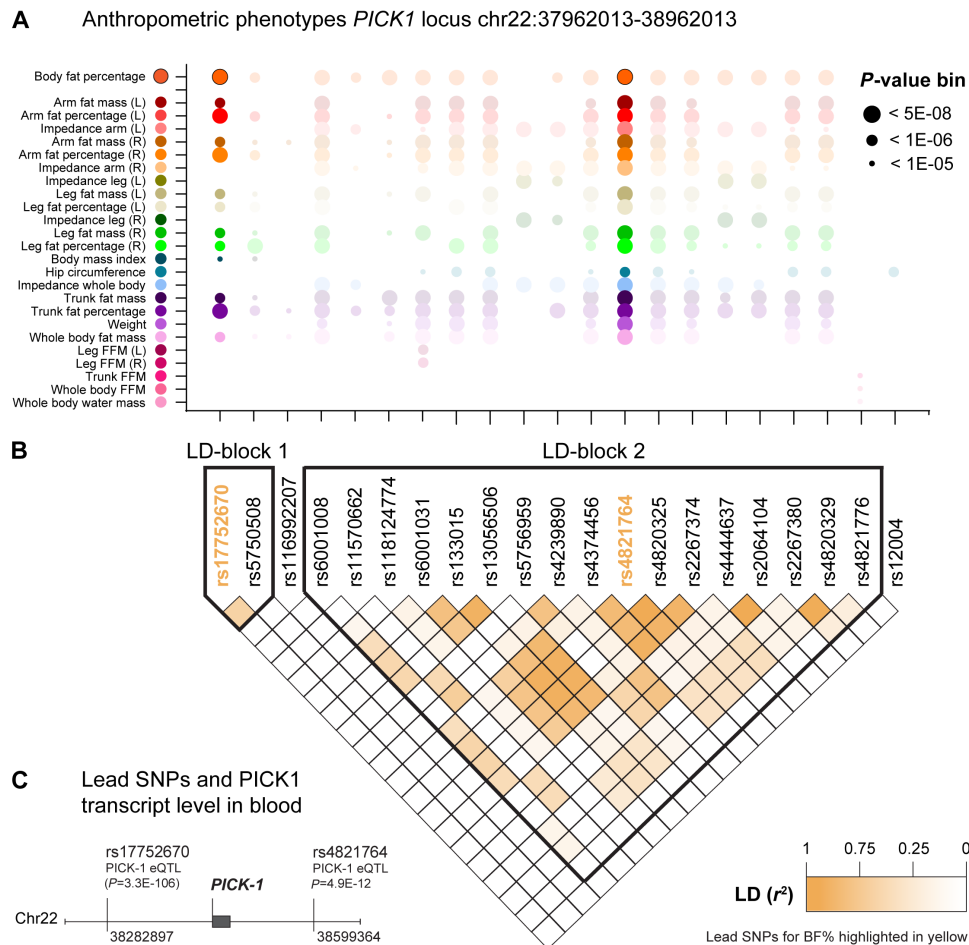 A
Anthropometric phenotypes PICK1 locus chr22:37962013-38962013
Body fat percentage
Arm fat mass (L)
Arm fat percentage (L)
Impedance arm (L)
Arm fat mass (R)
Arm fat percentage (R)
Impedance arm (R)
Impedance leg (L)
Leg fat mass (L)
Leg fat percentage (L)
Impedance leg (R)
Leg fat mass (R)
Leg fat percentage (R)
Body mass index
Hip circumference
Impedance whole body
Trunk fat mass
Trunk fat percentage
Weight
Whole body fat mass
Leg FFM (L)
Leg FFM (R)
Trunk FFM
Whole body FFM
Whole body water mass
P-value bin
< 5E-08
< 1E-06
< 1E-05
B
LD-block 1
LD-block 2
rs17752670
rs5750508
rs116992207
rs60001008
rs11570662
rs118124774
rs60001031
rs133015
rs13056506
rs5756959
rs4239890
rs4374456
rs4821764
rs4820325
rs2267374
rs4444637
rs2064104
rs2267380
rs4820329
rs4821776
rs12004
C
Lead SNPs and PICK1
transcript level in blood
rs17752670
PICK-1 eQTL
(P=3.3E-106)
PICK-1
rs4821764
PICK-1 eQTL
P=4.9E-12
Chr22
38282897
38599364
1
0.75
0.25
0
LD (r²)
Lead SNPs for BF% highlighted in yellow